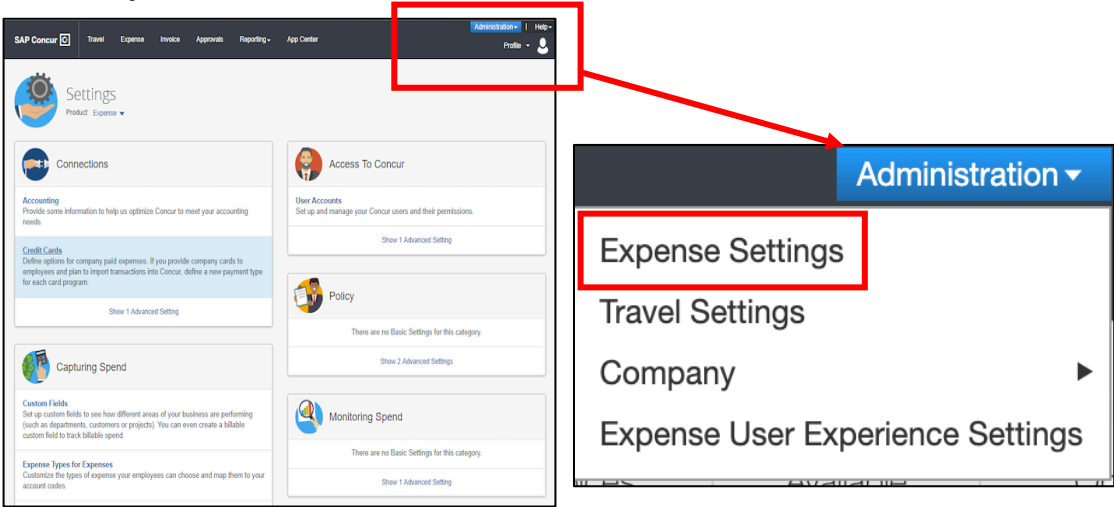 SAP Concur C Travel Expense Invoice Approvals Reporting App Center
Administration | Help
Profile
Settings
Product: Expense
Connections
Accounting
Provide some information to help us optimize Concur to meet your accounting
needs.
Credit Cards
Define options for company paid expenses. If you provide company cards to
employees and plan to import transactions into Concur, define a new payment type
for each card program.
Show 1 Advanced Setting
Capturing Spend
Custom Fields
Set up custom fields to see how different areas of your business are performing
(such as departments, customers or projects). You can even create a billable
custom field to track billable spend.
Expense Types for Expenses
Customize the types of expense your employees can choose and map them to your
account codes.
Access To Concur
User Accounts
Set up and manage your Concur users and their permissions.
Show 1 Advanced Setting
Policy
There are no Basic Settings for this category.
Show 2 Advanced Settings
Monitoring Spend
There are no Basic Settings for this category.
Show 1 Advanced Setting
Administration
Expense Settings
Travel Settings
Company
Expense User Experience Settings